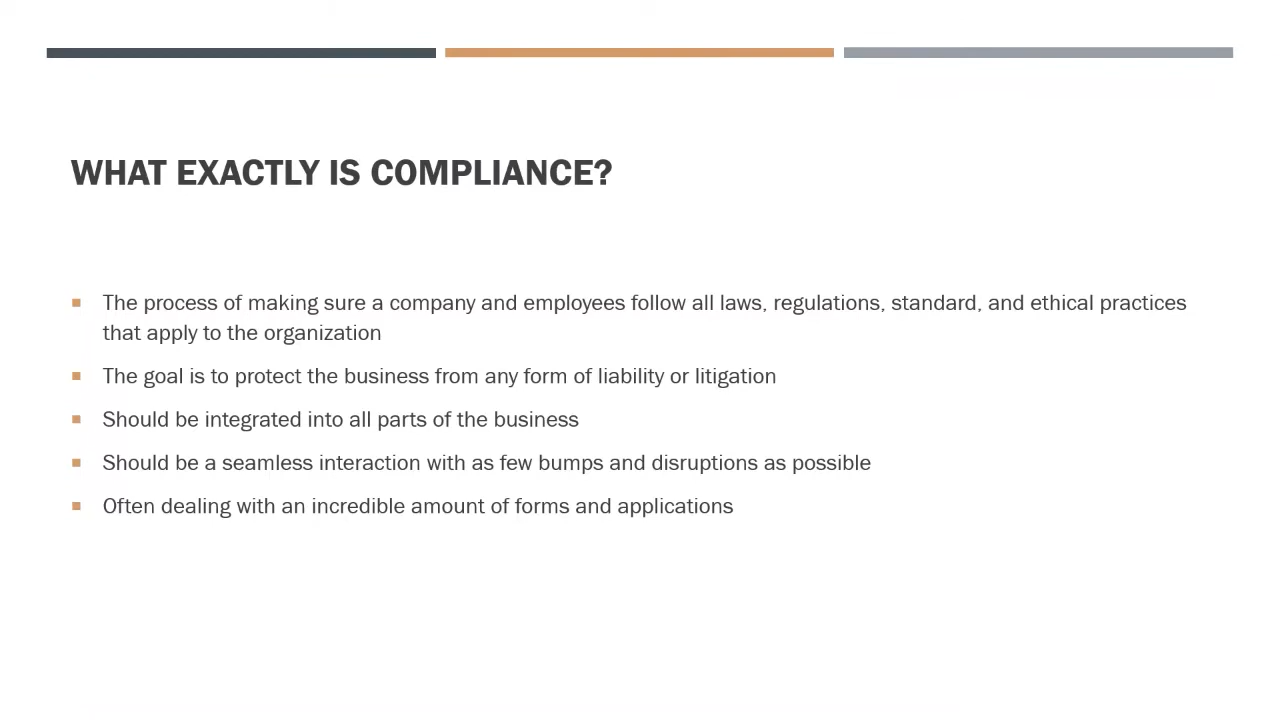 WHAT EXACTLY IS COMPLIANCE?
The process of making sure a company and employees follow all laws, regulations, standard, and ethical practices
that apply to the organization
The goal is to protect the business from any form of liability or litigation
Should be integrated into all parts of the business
Should be a seamless interaction with as few bumps and disruptions as possible
Often dealing with an incredible amount of forms and applications